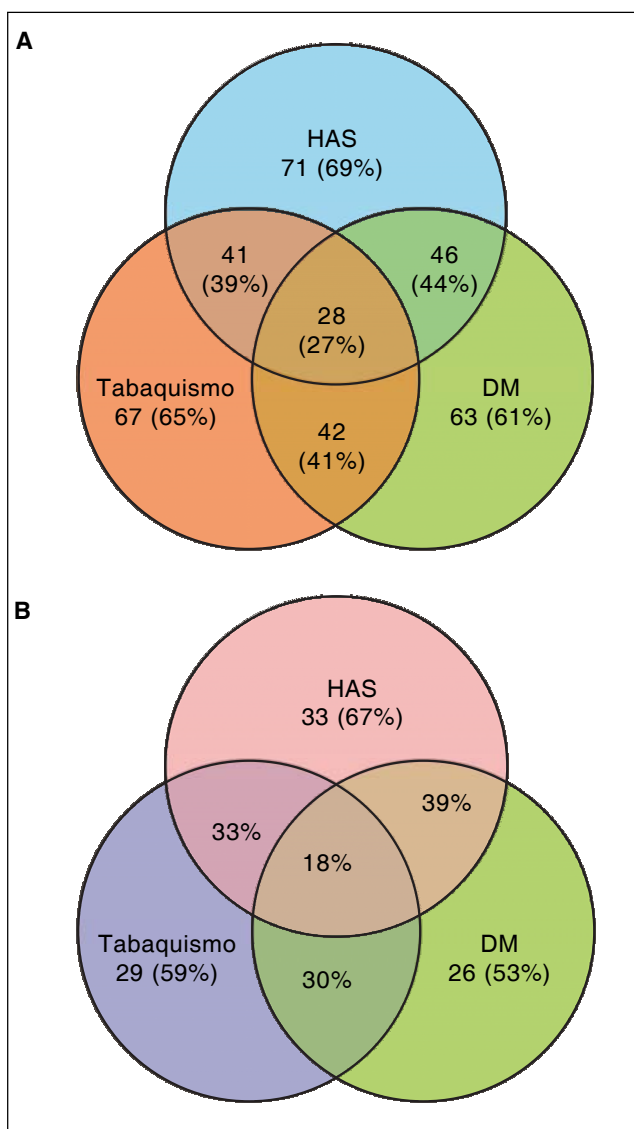 A
HAS
71 (69%)
41
(39%)
46
(44%)
28
(27%)
Tabaquismo
67 (65%)
DM
63 (61%)
42
(41%)
B
HAS
33 (67%)
33%
39%
18%
Tabaquismo
29 (59%)
DM
26 (53%)
30%